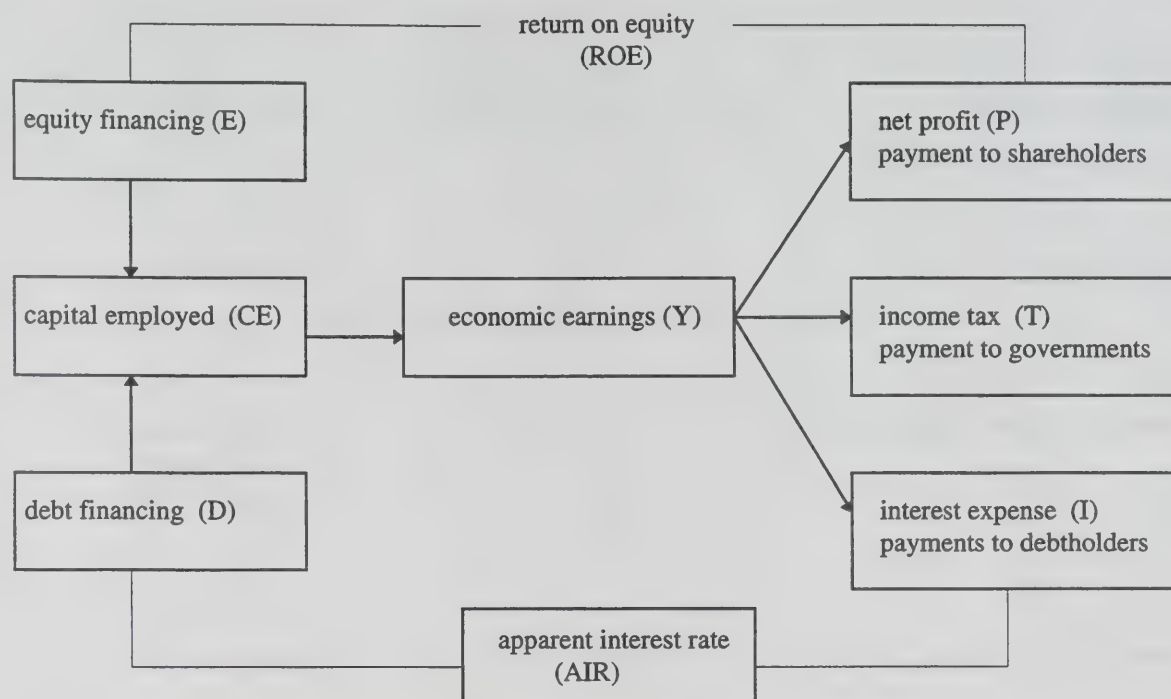 return on equity
(ROE)
equity financing (E)
net profit (P)
payment to shareholders
capital employed (CE)
economic earnings (Y)
income tax (T)
payment to governments
debt financing (D)
interest expense (I)
payments to debtholders
apparent interest rate
(AIR)